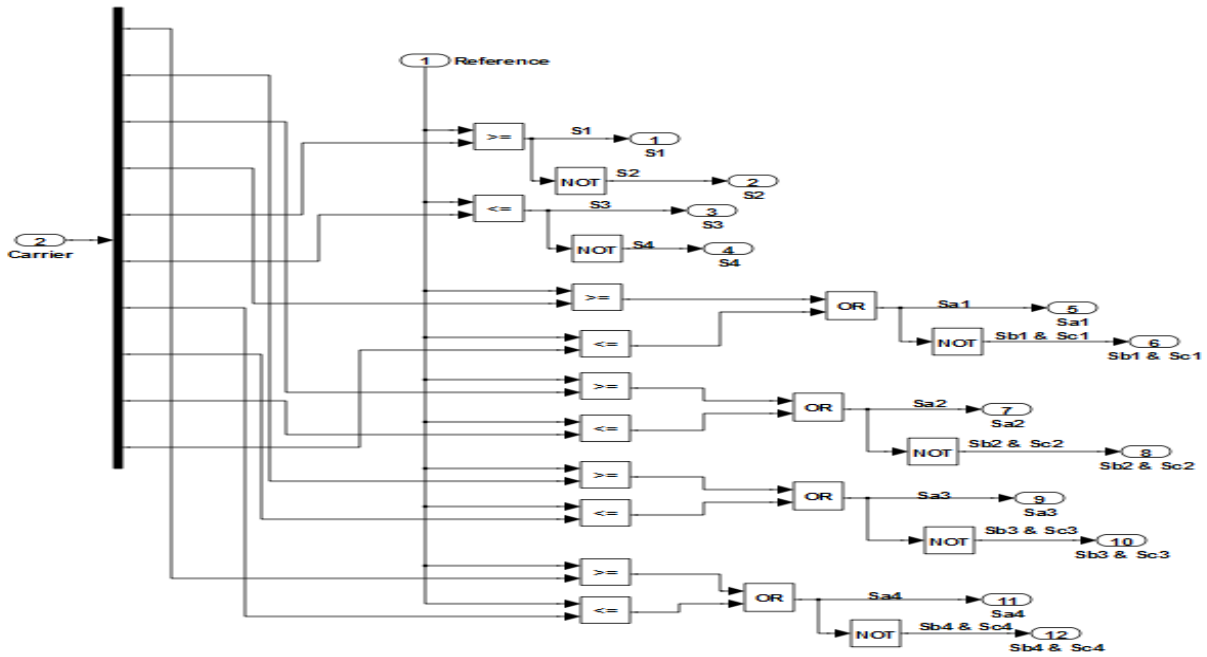 1 Reference
>= S1 1
S1
NOT S2 2
S2
<= S3 3
S3
NOT S4 4
S4
2
Carrier
>= OR Sa1 5
Sa1
<= NOT Sb1 & Sc1 6
Sb1 & Sc1
>= OR Sa2 7
Sa2
<= NOT Sb2 & Sc2 8
Sb2 & Sc2
>= OR Sa3 9
Sa3
<= NOT Sb3 & Sc3 10
Sb3 & Sc3
>= OR Sa4 11
Sa4
<= NOT Sb4 & Sc4 12
Sb4 & Sc4